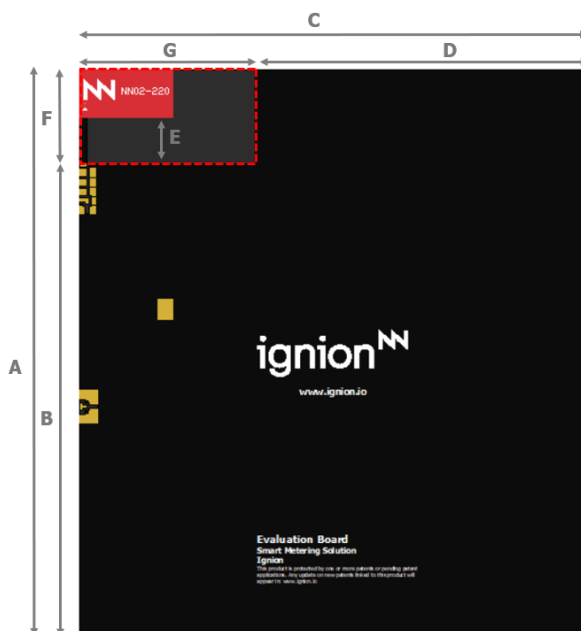 C
G
D
F
NN02-220
E
A
B
ignion
www.ignion.io
Evaluation Board
Smart Metering Solution
Ignion
This product is protected by one or more patents or pending patent
applications. Any update on new patents linked to this product will
appear in: www.ignion.io